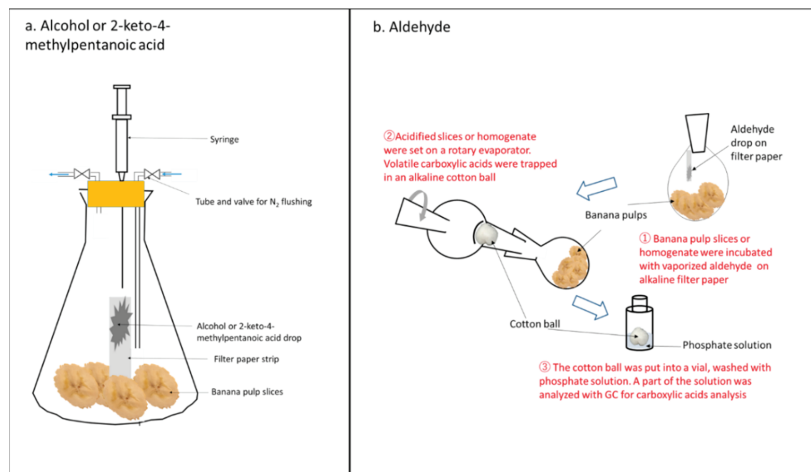 a. Alcohol or 2-keto-4-
methylpentanoic acid
Syringe
Tube and valve for N₂ flushing
Alcohol or 2-keto-4-
methylpentanoic acid drop
Filter paper strip
Banana pulp slices
b. Aldehyde
②Acidified slices or homogenate
were set on a rotary evaporator.
Volatile carboxylic acids were trapped
in an alkaline cotton ball
Aldehyde
drop on
filter paper
Banana pulps
① Banana pulp slices or
homogenate were incubated
with vaporized aldehyde on
alkaline filter paper
Cotton ball
Phosphate solution
③ The cotton ball was put into a vial, washed with
phosphate solution. A part of the solution was
analyzed with GC for carboxylic acids analysis